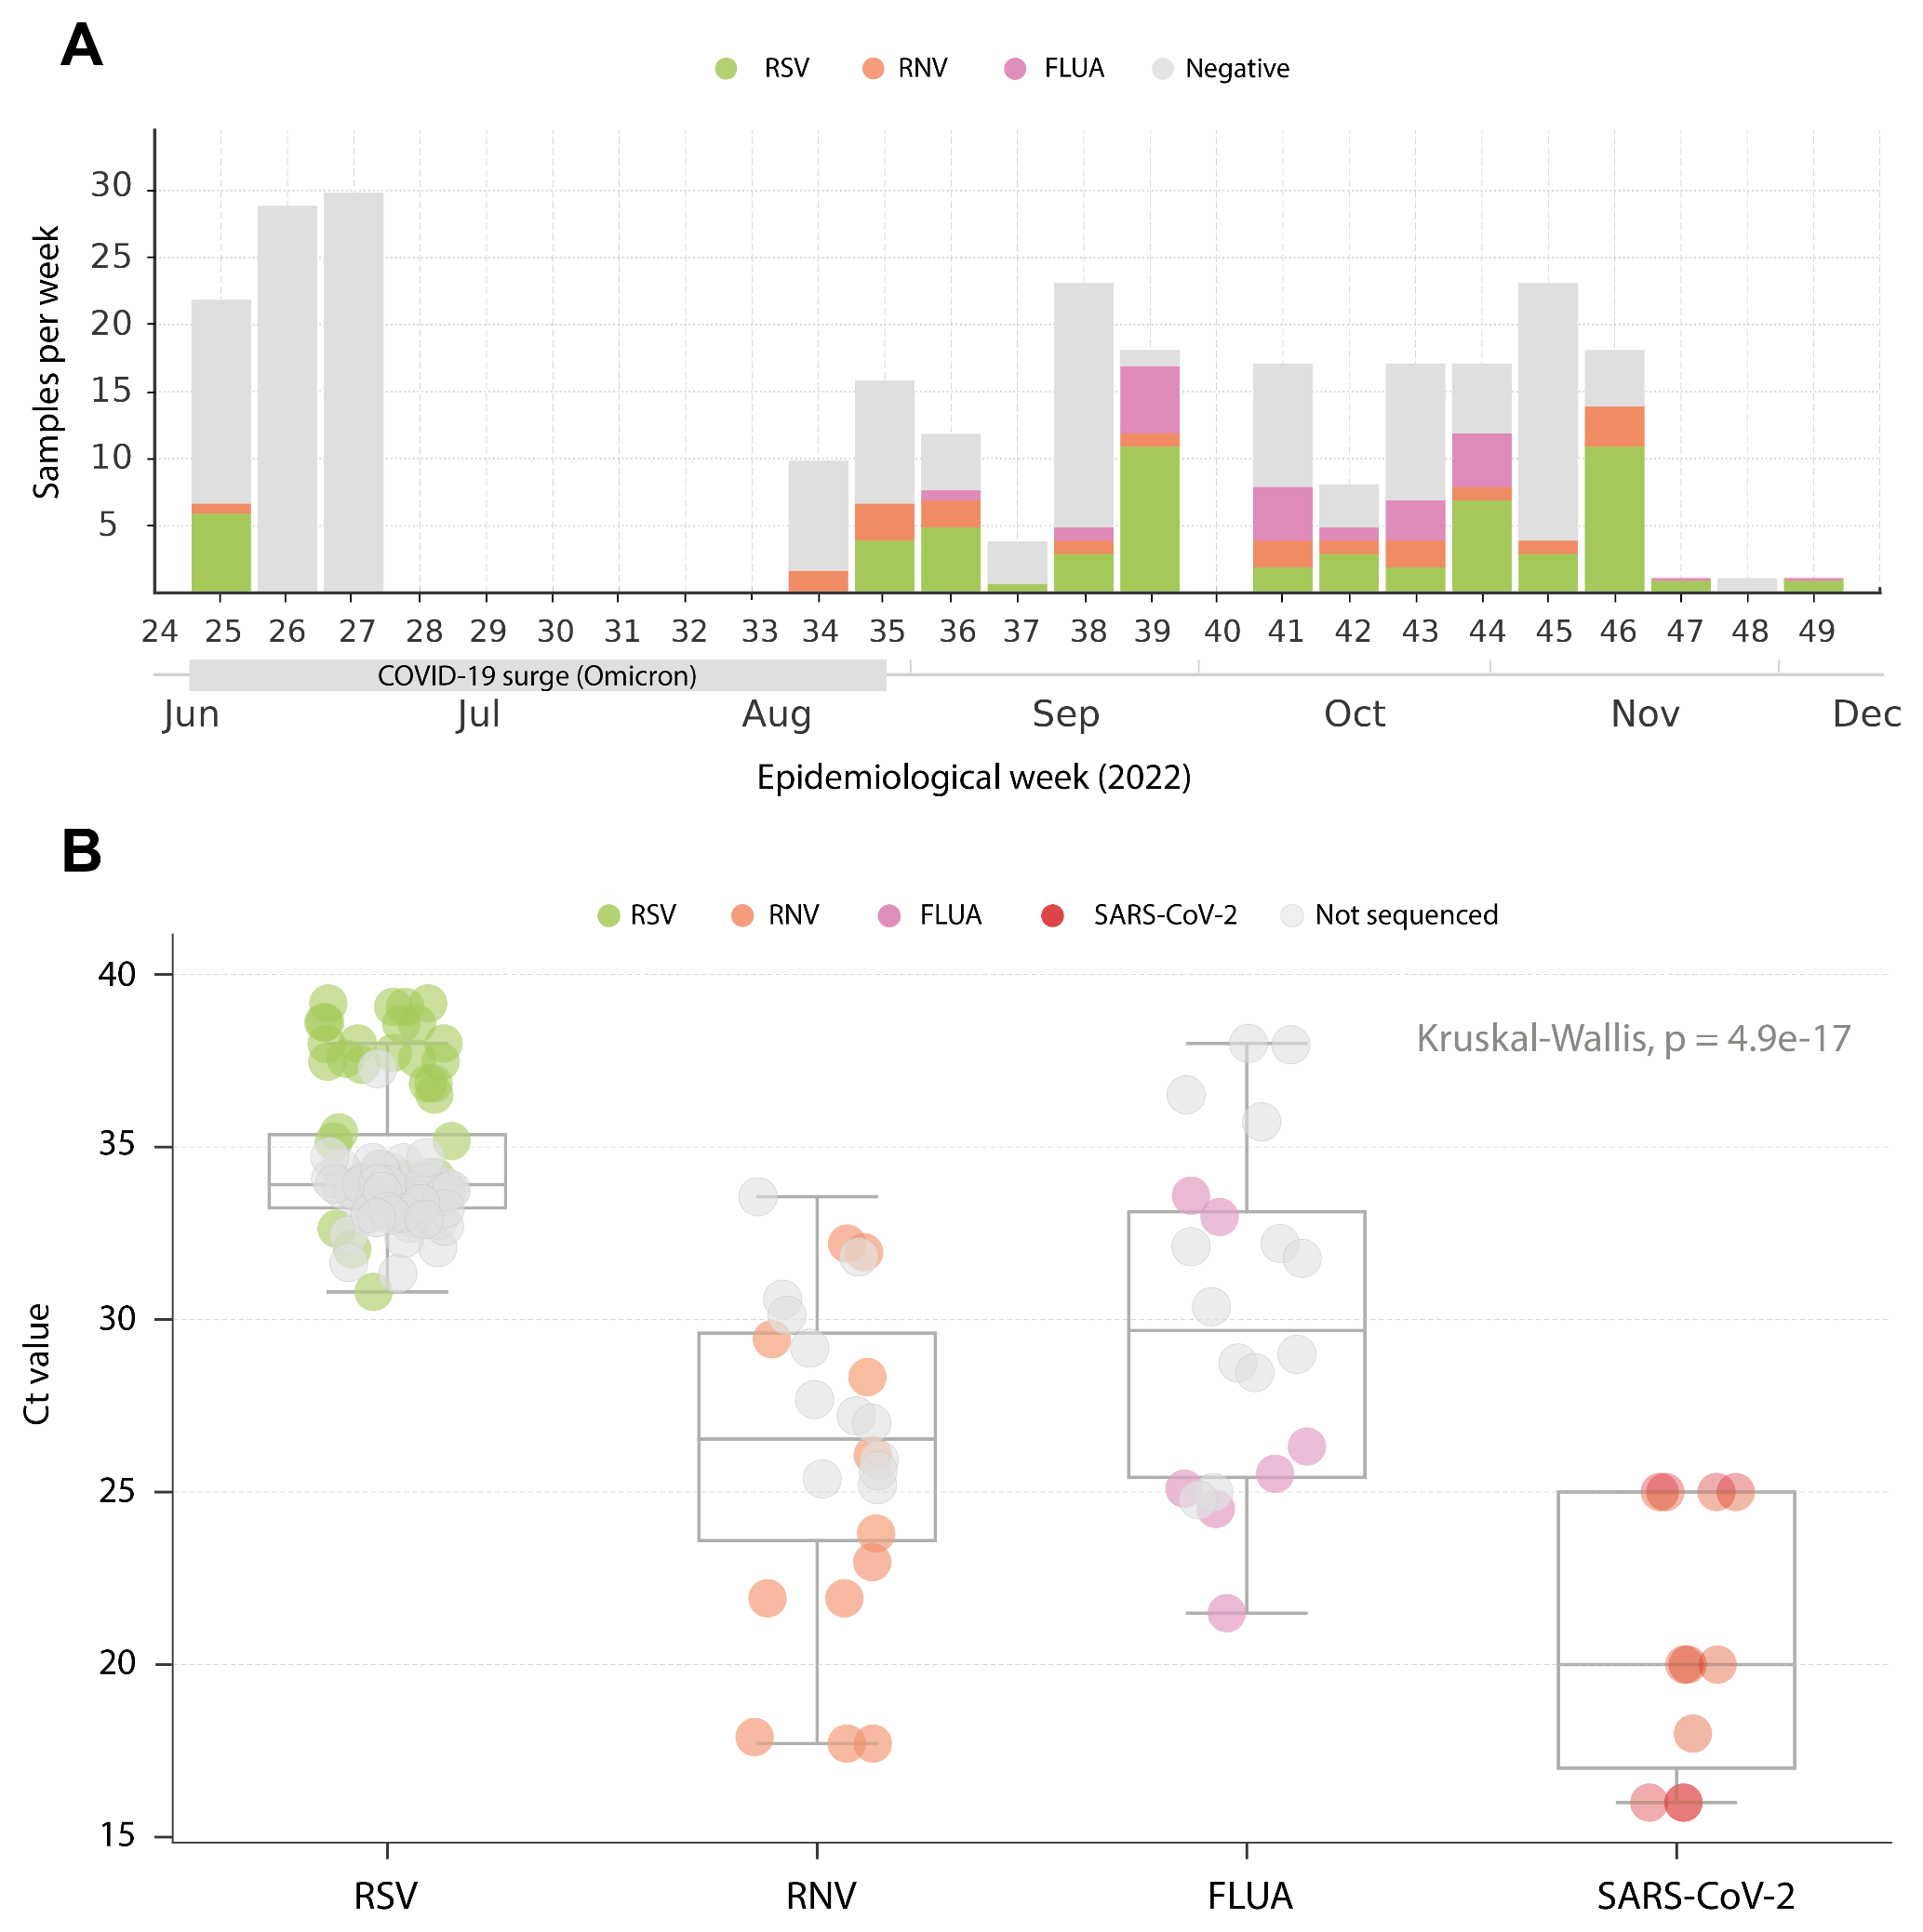 A
RSV RNV FLUA Negative
Samples per week
30
25
20
15
10
5
24 25 26 27 28 29 30 31 32 33 34 35 36 37 38 39 40 41 42 43 44 45 46 47 48 49
COVID-19 surge (Omicron)
Jun Jul Aug Sep Oct Nov Dec
Epidemiological week (2022)
B
RSV RNV FLUA SARS-CoV-2 Not sequenced
Kruskal-Wallis, p = 4.9e-17
Ct value
40
35
30
25
20
15
RSV RNV FLUA SARS-CoV-2